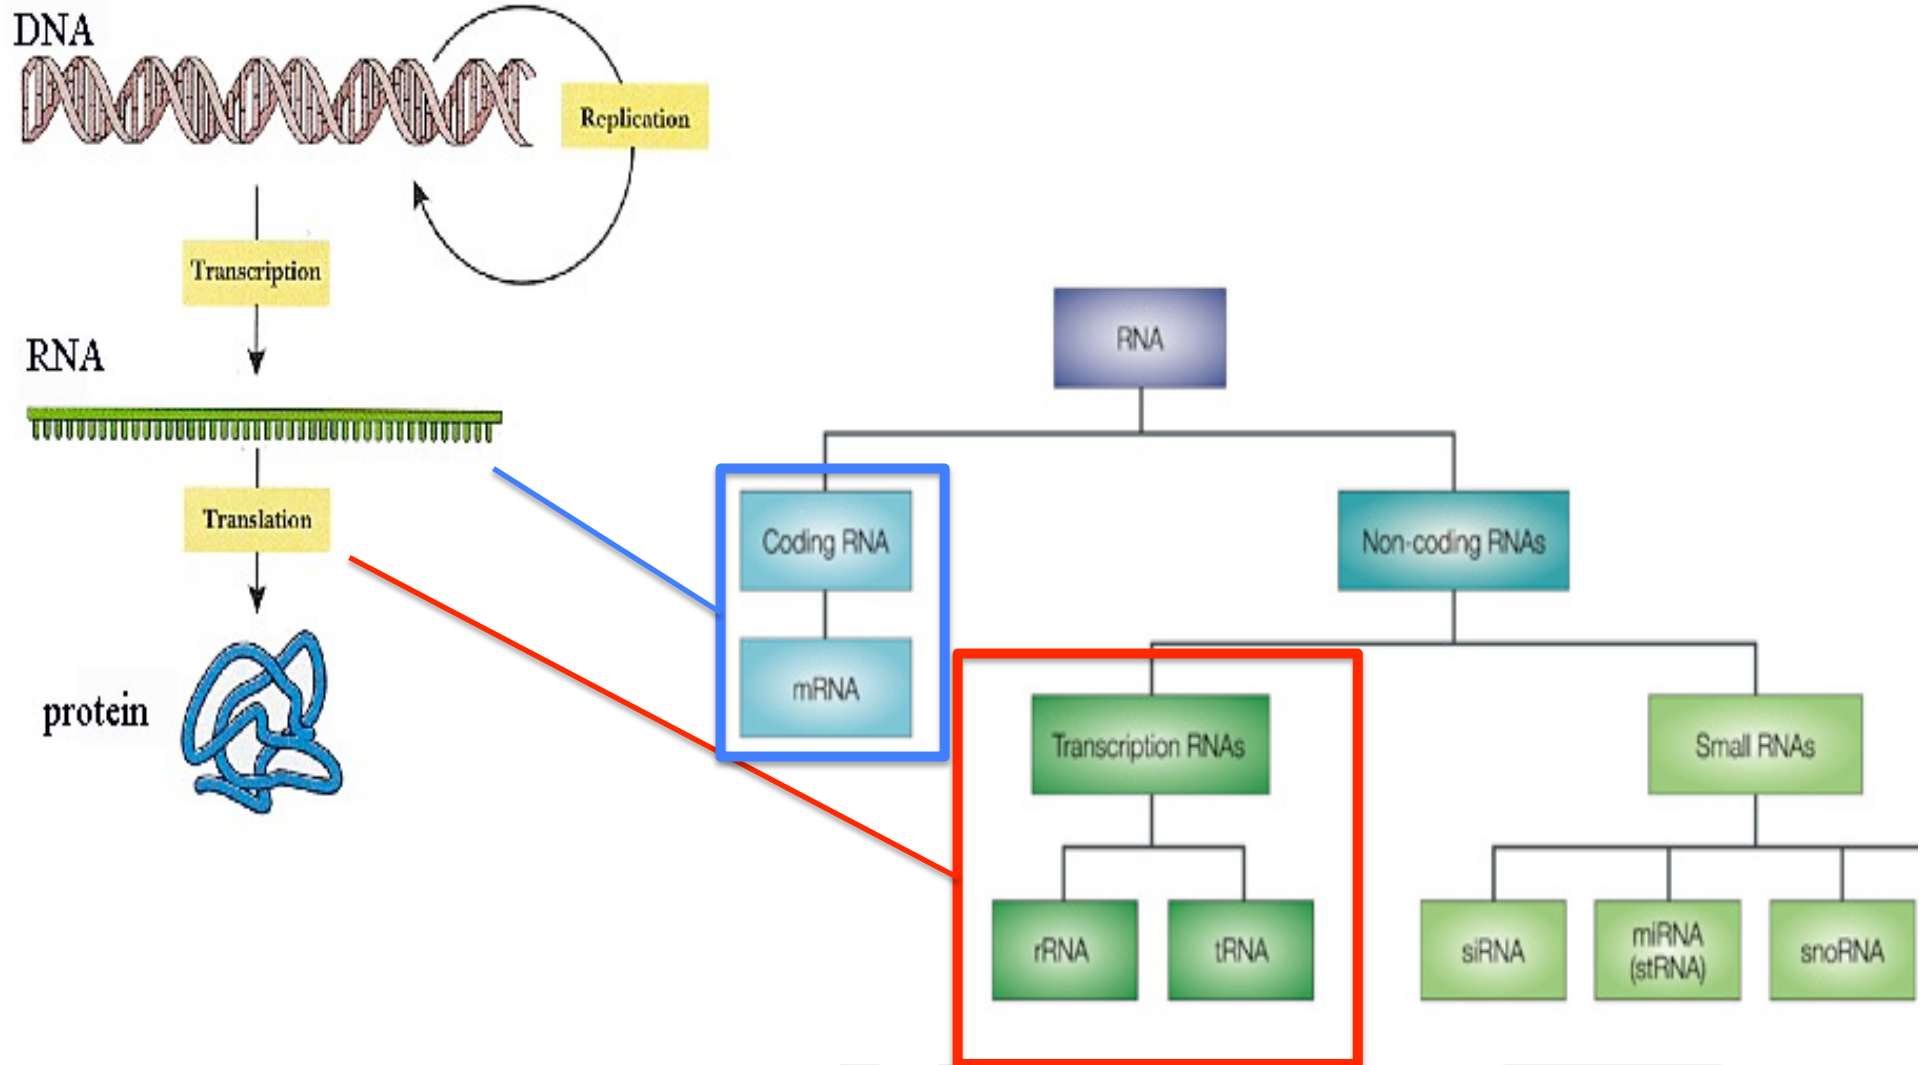 DNA
Replication
Transcription
RNA
Translation
protein
RNA
Coding RNA
Non-coding RNAs
mRNA
Transcription RNAs
Small RNAs
rRNA
tRNA
siRNA
miRNA
(stRNA)
snoRNA